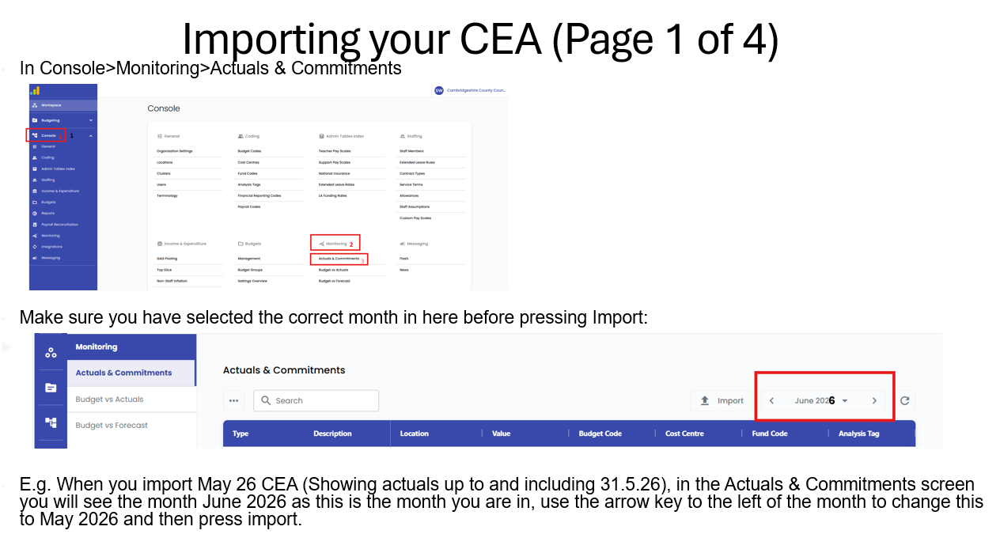 Importing your CEA (Page 1 of 4)
In Console>Monitoring>Actuals & Commitments
SW Cambridgeshire County Coun...
Workspace
Budgeting
Console 1 1
General
Coding
Admin Tables Index
Staffing
Income & Expenditure
Budgets
Reports
Payroll Reconciliation
Monitoring
Integrations
Messaging
Console
General
Organisation Settings
Locations
Clusters
Users
Terminology
Coding
Budget Codes
Cost Centres
Fund Codes
Analysis Tags
Financial Reporting Codes
Payroll Codes
Admin Tables Index
Teacher Pay Scales
Support Pay Scales
National Insurance
Extended Leave Rates
LA Funding Rates
Staffing
Staff Members
Extended Leave Rules
Contract Types
Service Terms
Allowances
Staff Assumptions
Custom Pay Scales
Income & Expenditure
GAG Pooling
Top Slice
Non-Staff Inflation
Budgets
Management
Budget Groups
Settings Overview
Monitoring 2
Actuals & Commitments 3
Budget vs Actuals
Budget vs Forecast
Messaging
Flash
News
Make sure you have selected the correct month in here before pressing Import:
Monitoring
Actuals & Commitments
Budget vs Actuals
Budget vs Forecast
Actuals & Commitments
Search
Import
June 2026
Type Description Location Value Budget Code Cost Centre Fund Code Analysis Tag
E.g. When you import May 26 CEA (Showing actuals up to and including 31.5.26), in the Actuals & Commitments screen
you will see the month June 2026 as this is the month you are in, use the arrow key to the left of the month to change this
to May 2026 and then press import.